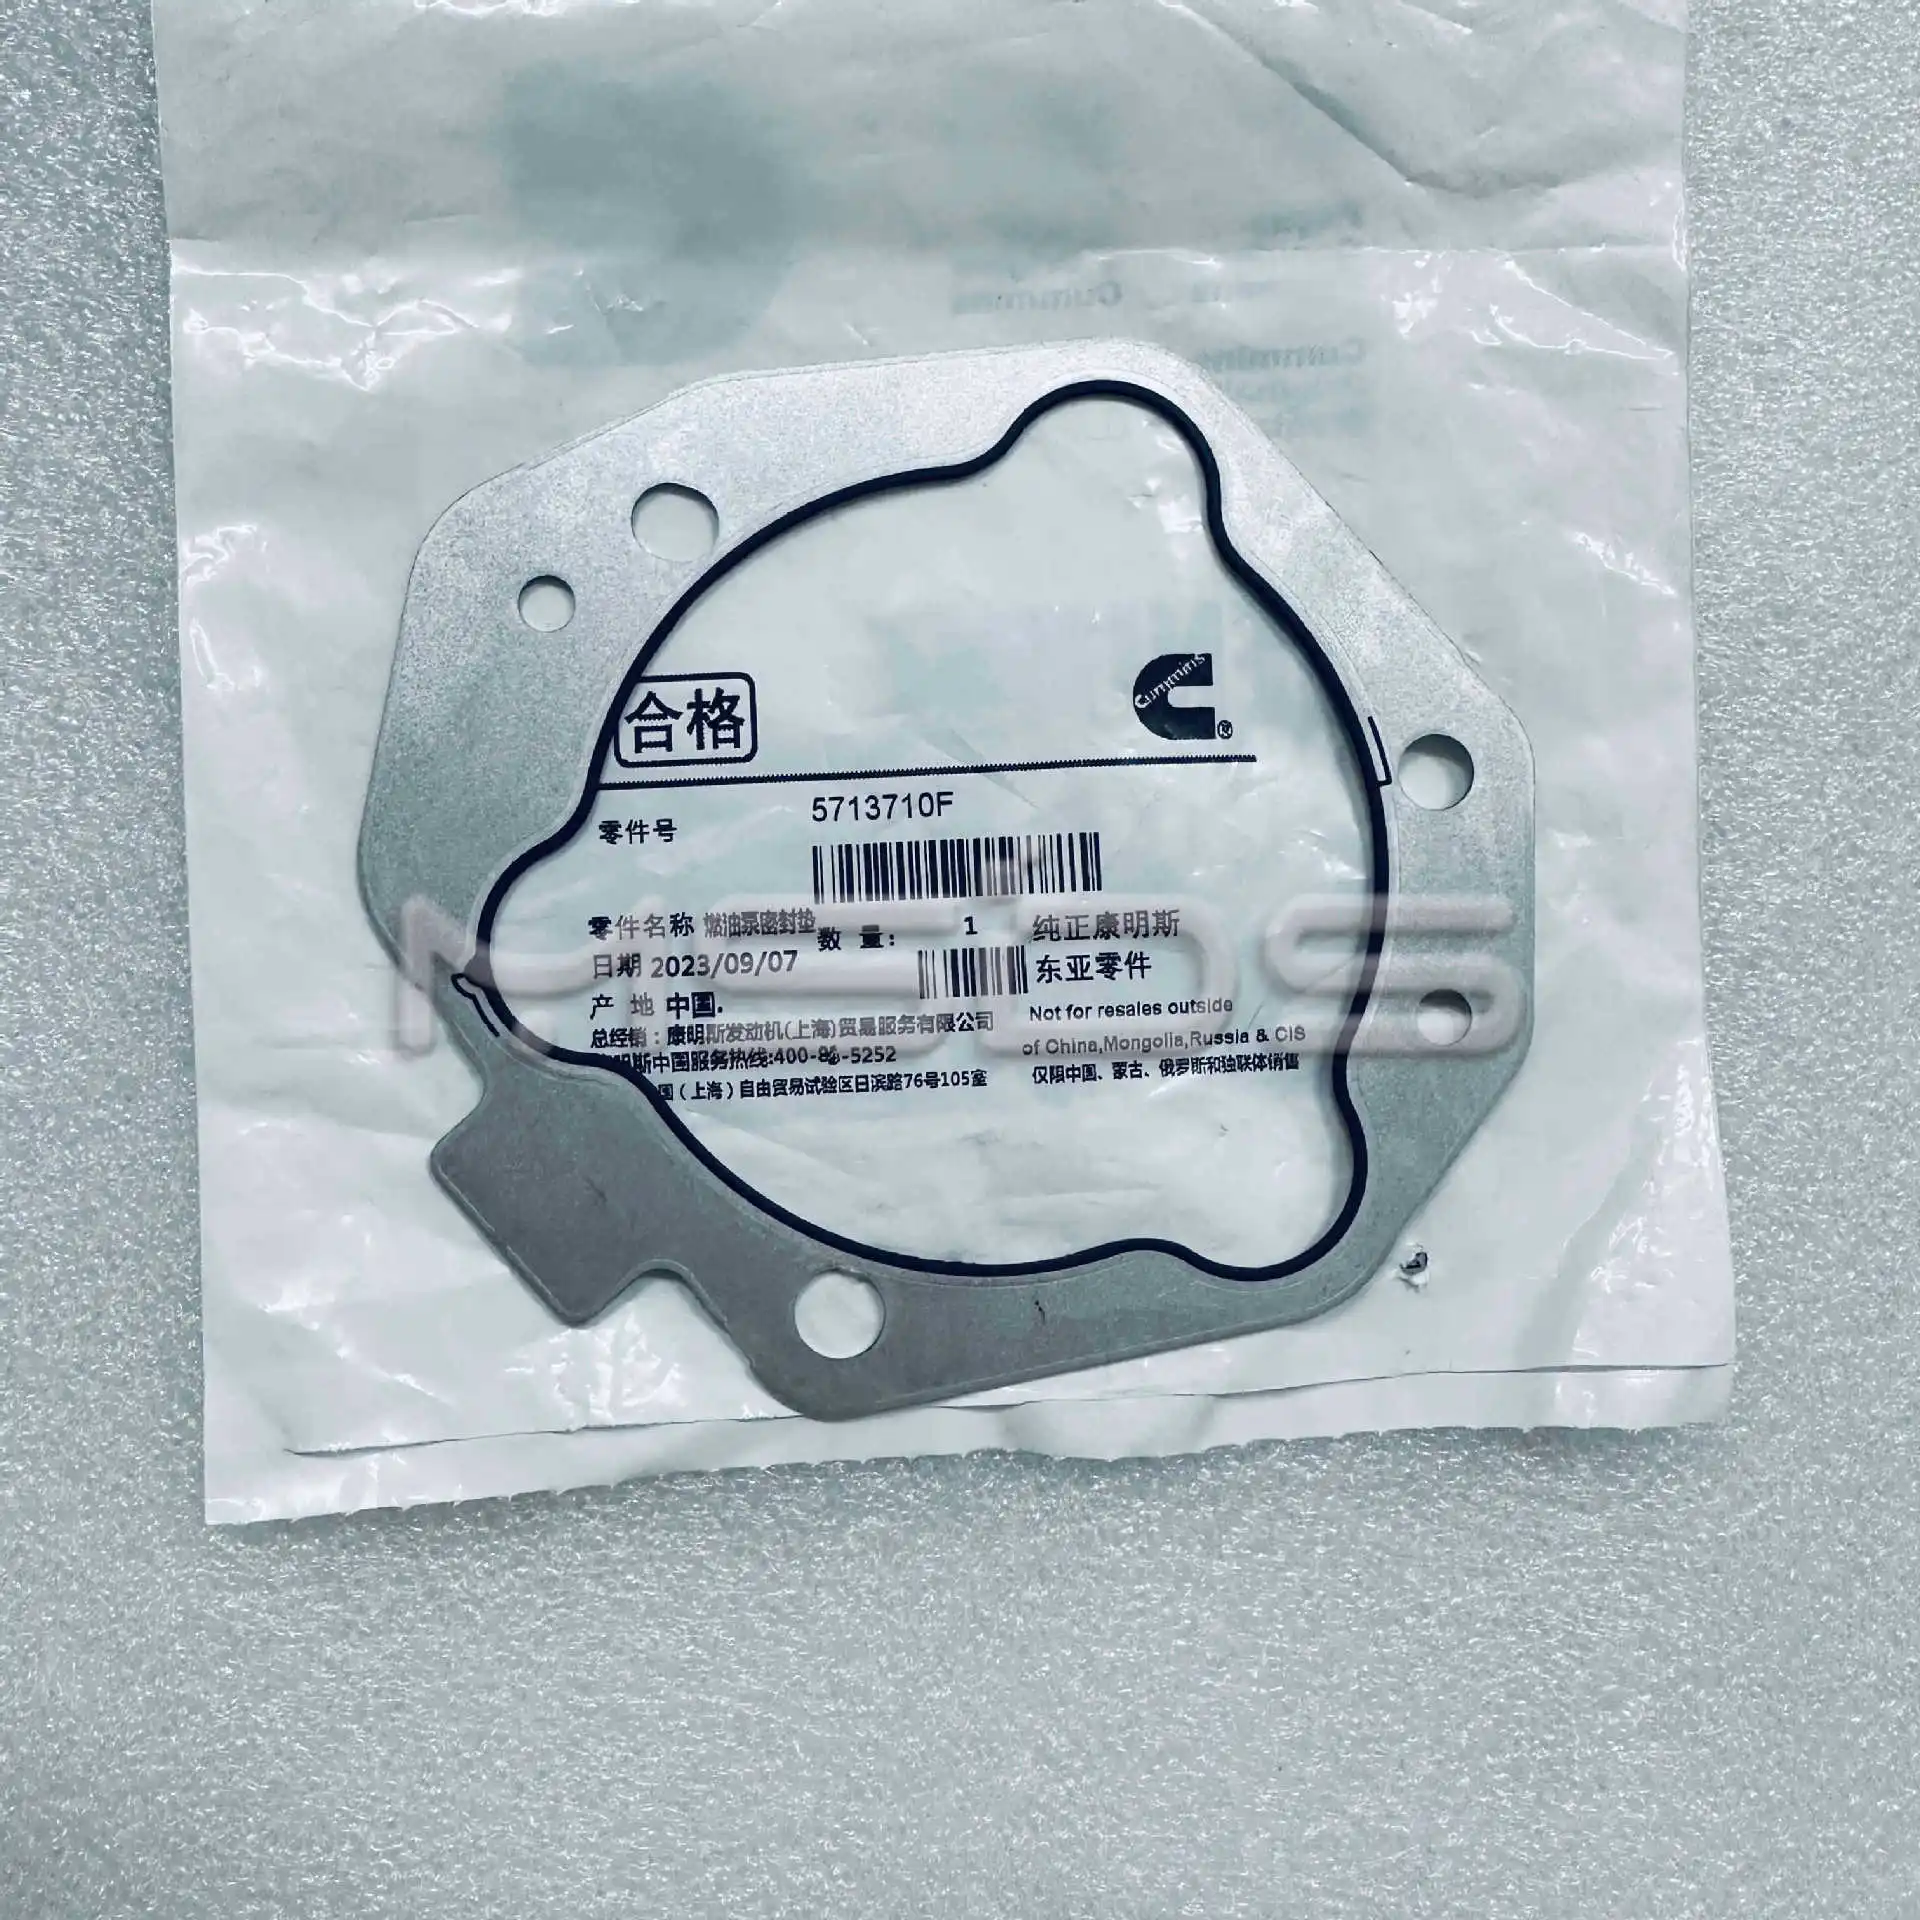 合格
Cummins
®
5713710F
零件号
零件名称 燃油泵密封垫
数 量: 1
纯正康明斯
日期 2023/09/07
东亚零件
产 地 中国.
Not for resales outside
总经销: 康明斯发动机(上海)贸易服务有限公司
of China,Mongolia,Russia & CIS
明斯中国服务热线:400-8 -5252
仅限中国、蒙古、俄罗斯和独联体销售
国(上海)自由贸易试验区日滨路76号105室